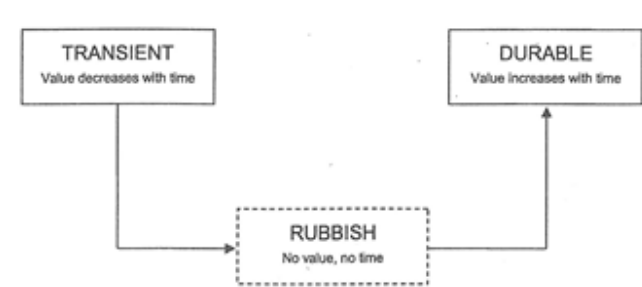 TRANSIENT
Value decreases with time
DURABLE
Value increases with time
RUBBISH
No value, no time